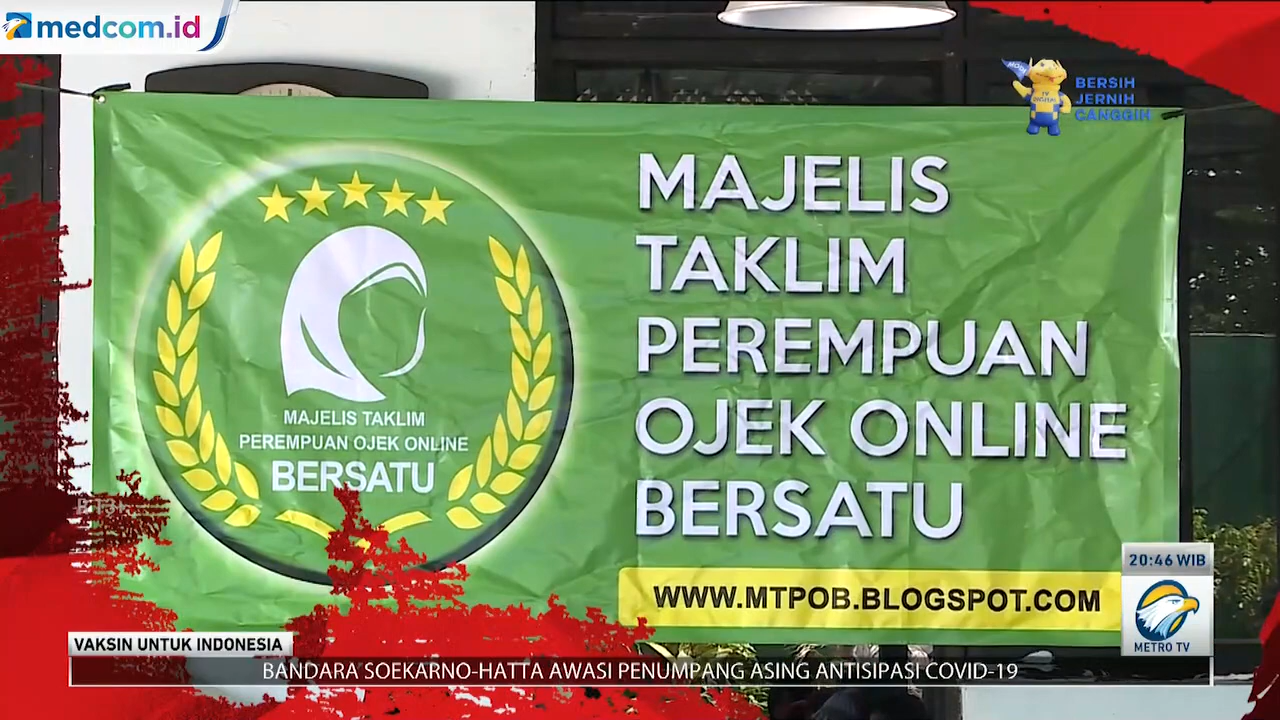 medcom.id
BERSIH
JERNIH
CANGGIH
MAJELIS
TAKLIM
PEREMPUAN
OJEK ONLINE
BERSATU
MAJELIS TAKLIM
PEREMPUAN OJEK ONLINE
BERSATU
WWW.MTPOB.BLOGSPOT.COM
20:46 WIB
METRO TV
VAKSIN UNTUK INDONESIA
BANDARA SOEKARNO-HATTA AWASI PENUMPANG ASING ANTISIPASI COVID-19